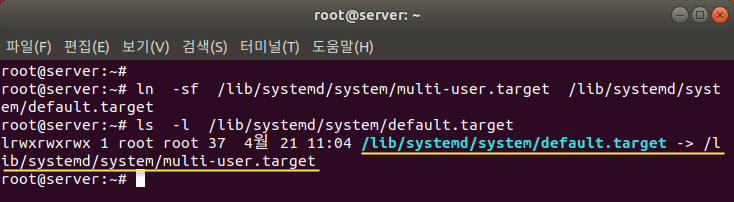 root@server: ~
파일(F) 편집(E) 보기(V) 검색(S) 터미널(T) 도움말(H)
root@server:~#
root@server:~# ln  -sf  /lib/systemd/system/multi-user.target  /lib/systemd/syst
em/default.target
root@server:~# ls  -l  /lib/systemd/system/default.target
lrwxrwxrwx 1 root root 37  4월  21 11:04 /lib/systemd/system/default.target -> /l
ib/systemd/system/multi-user.target
root@server:~#